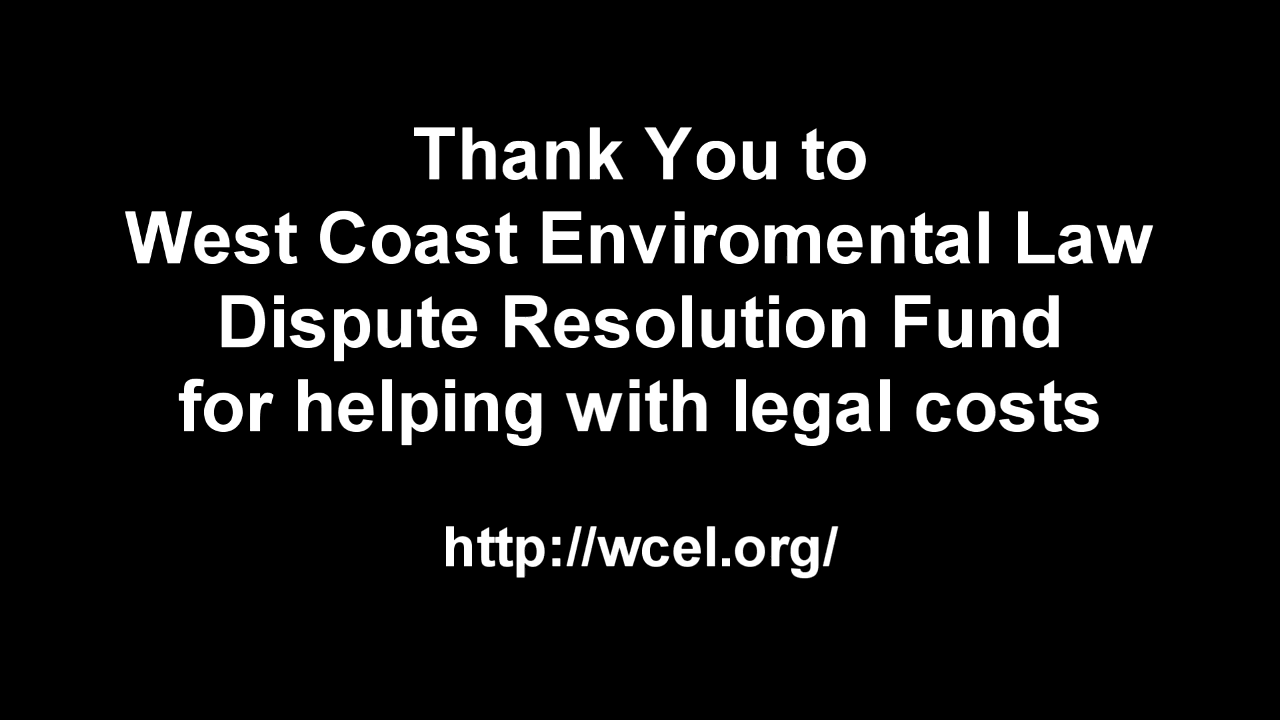 Thank You to
West Coast Enviromental Law
Dispute Resolution Fund
for helping with legal costs
http://wcel.org/